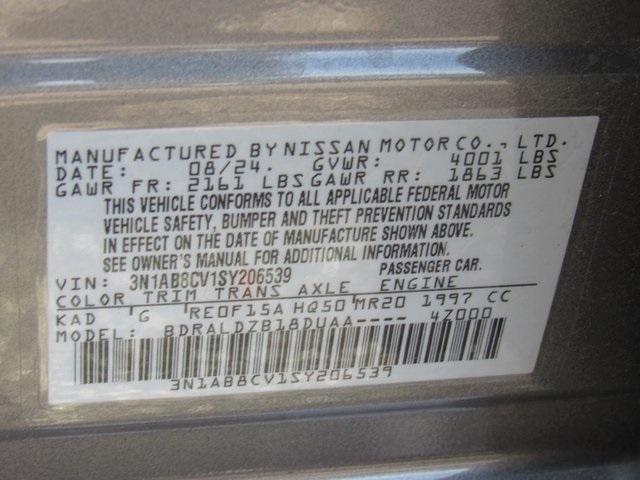 MANUFACTURED BY NISSAN MOTOR CO., LTD.
DATE: 08/24. GVWR: 4001 LBS
GAWR FR: 2161 LBS GAWR RR: 1863 LBS
THIS VEHICLE CONFORMS TO ALL APPLICABLE FEDERAL MOTOR
VEHICLE SAFETY, BUMPER AND THEFT PREVENTION STANDARDS
IN EFFECT ON THE DATE OF MANUFACTURE SHOWN ABOVE.
SEE OWNER'S MANUAL FOR ADDITIONAL INFORMATION.
VIN: 3N1AB8CV1SY206539 PASSENGER CAR.
COLOR TRIM TRANS AXLE ENGINE
KAD G RE0F15A HQ50 MR20 1997 CC
MODEL: BDRALDZB18DUAA---- 47000
3N1AB8CV1SY206539